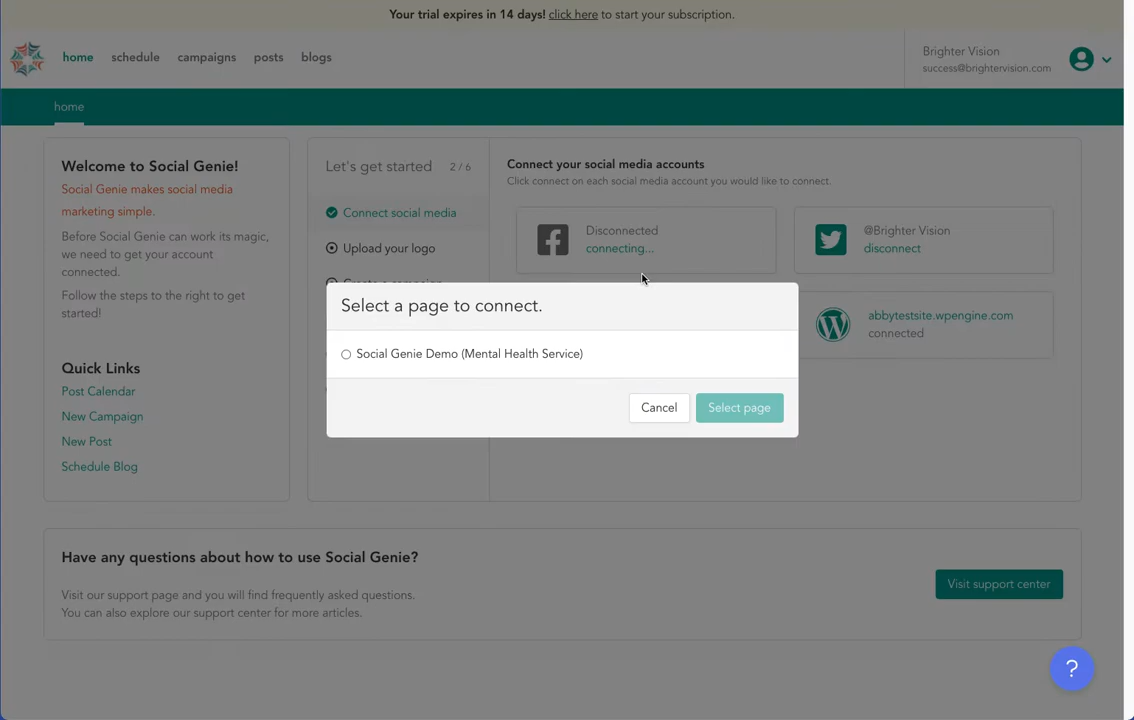 Your trial expires in 14 days! click here to start your subscription.
home
schedule
campaigns
posts
blogs
Brighter Vision
success@brightervision.com
home
Welcome to Social Genie!
Social Genie makes social media
marketing simple.
Before Social Genie can work its magic,
we need to get your account
connected.
Follow the steps to the right to get
started!
Quick Links
Post Calendar
New Campaign
New Post
Schedule Blog
Let's get started
2 / 6
Connect social media
Upload your logo
Create a campaign
Connect your social media accounts
Click connect on each social media account you would like to connect.
Disconnected
connecting...
@Brighter Vision
disconnect
abbytestsite.wpengine.com
connected
Select a page to connect.
Social Genie Demo (Mental Health Service)
Cancel
Select page
Have any questions about how to use Social Genie?
Visit our support page and you will find frequently asked questions.
You can also explore our support center for more articles.
Visit support center
?